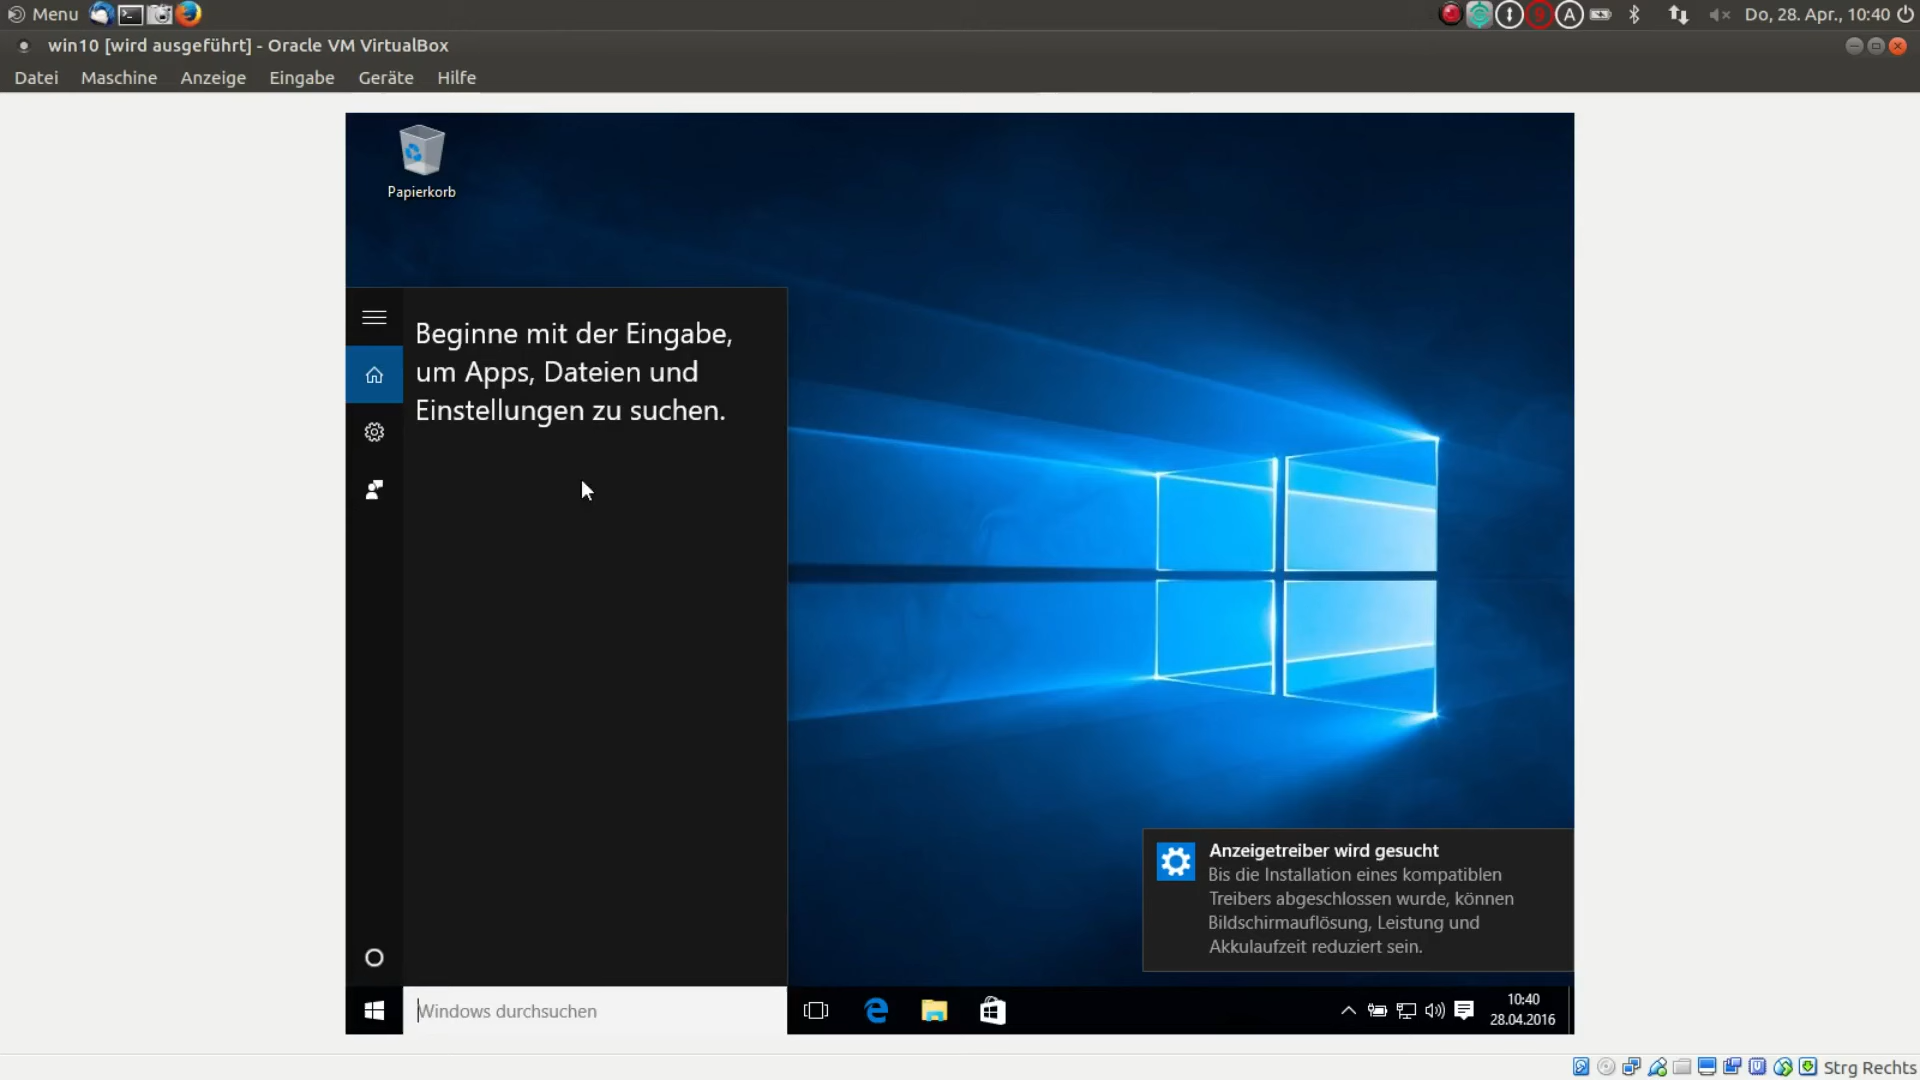 Menu
Do, 28. Apr., 10:40
win10 [wird ausgeführt] - Oracle VM VirtualBox
Datei Maschine Anzeige Eingabe Geräte Hilfe
Papierkorb
Beginne mit der Eingabe,
um Apps, Dateien und
Einstellungen zu suchen.
Anzeigetreiber wird gesucht
Bis die Installation eines kompatiblen
Treibers abgeschlossen wurde, können
Bildschirmauflösung, Leistung und
Akkulaufzeit reduziert sein.
Windows durchsuchen
10:40
28.04.2016
Strg Rechts